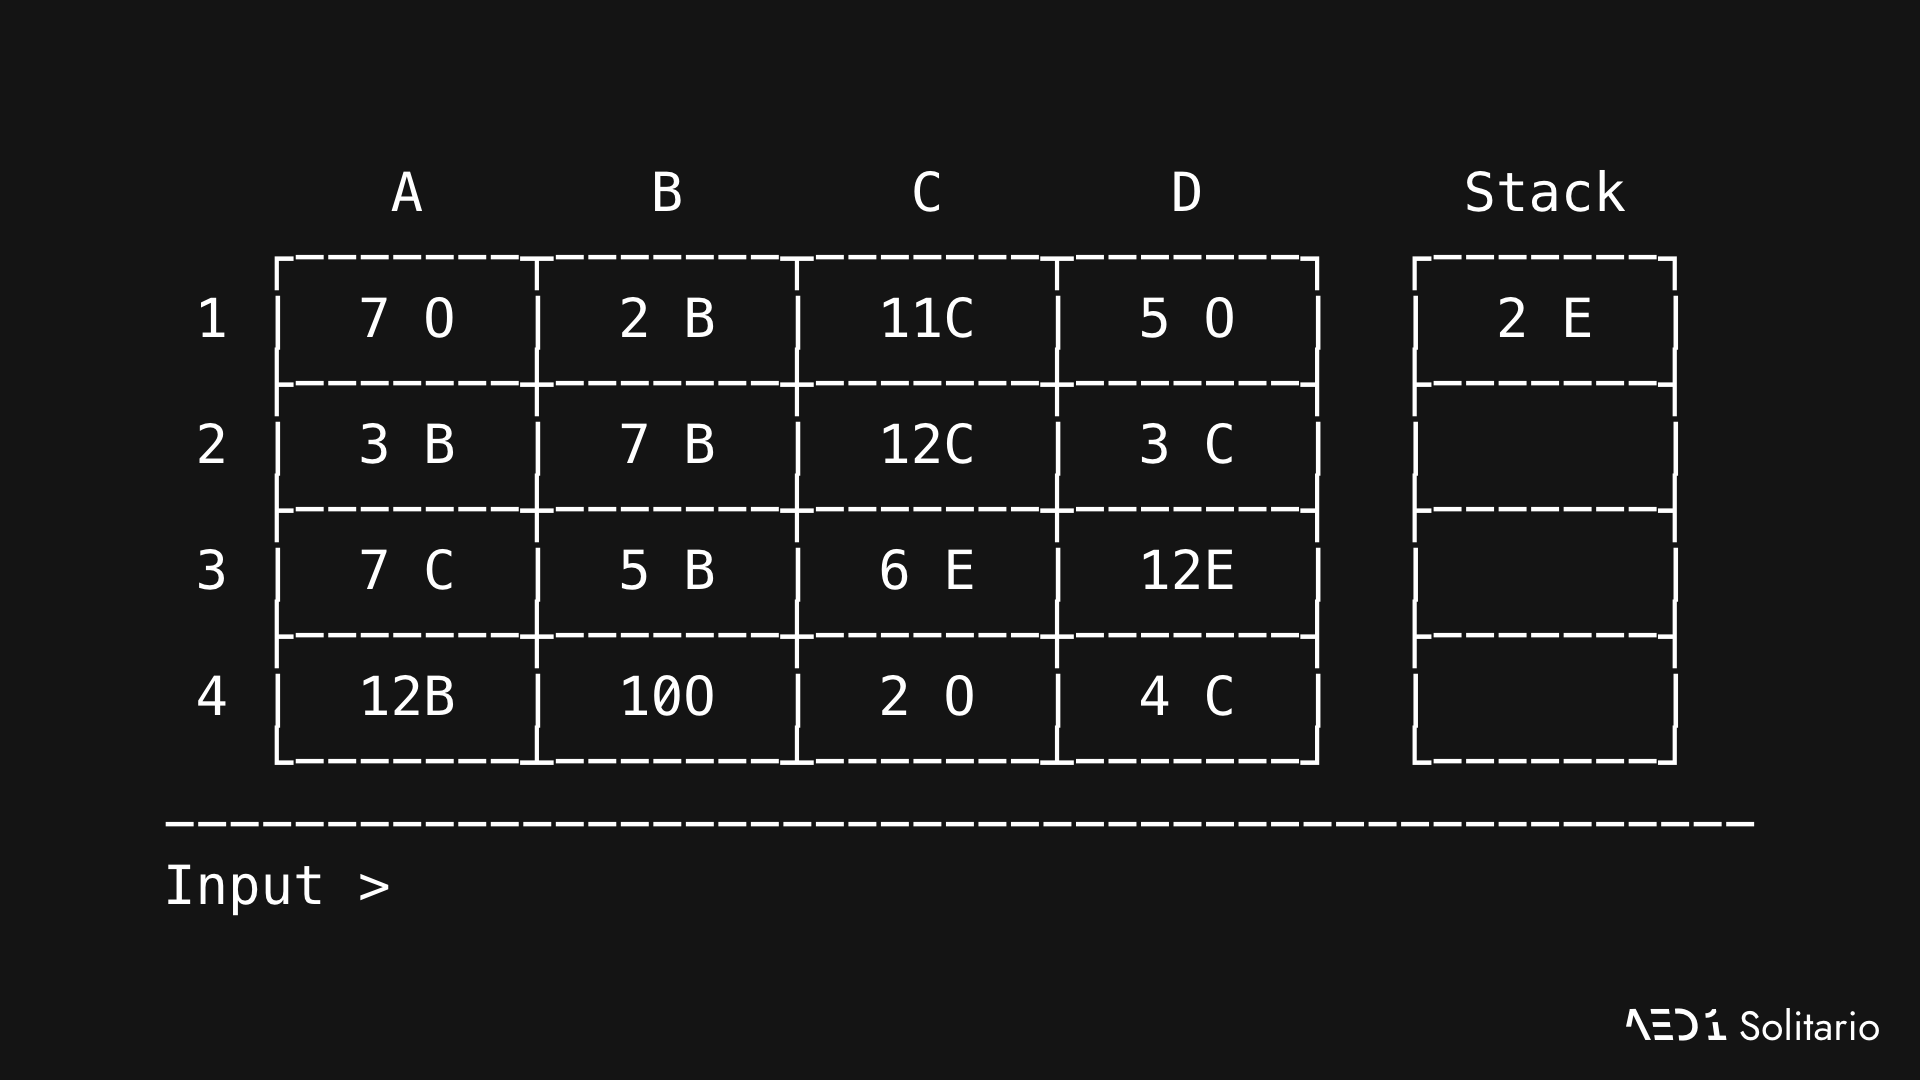 A B C D Stack
1 7 O 2 B 11C 5 O 2 E
2 3 B 7 B 12C 3 C
3 7 C 5 B 6 E 12E
4 12B 10O 2 O 4 C
Input >
AED1 Solitario